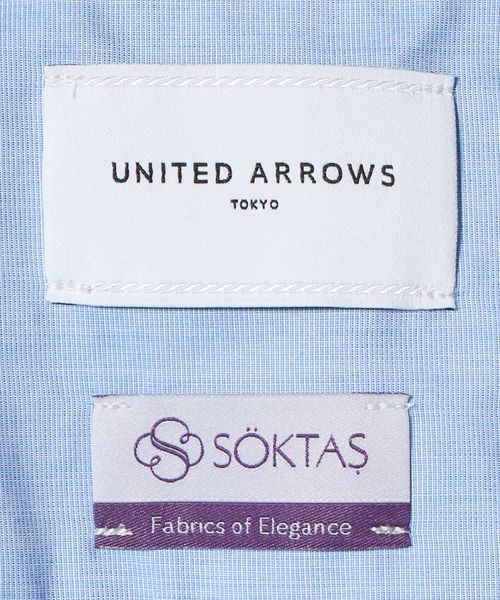 UNITED ARROWS
TOKYO
SÖKTAŞ
Fabrics of Elegance